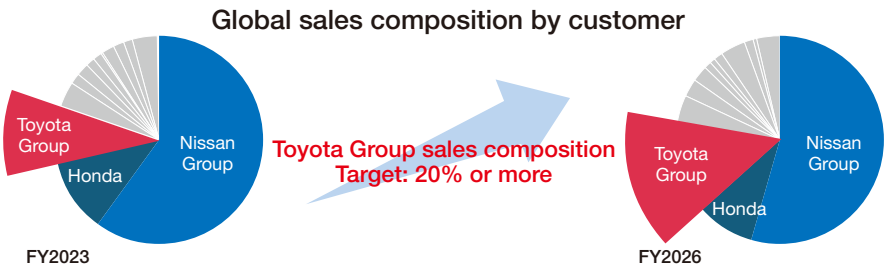 Global sales composition by customer
Toyota
Group
Nissan
Group
Honda
FY2023
Toyota Group sales composition
Target: 20% or more
Toyota
Group
Nissan
Group
Honda
FY2026